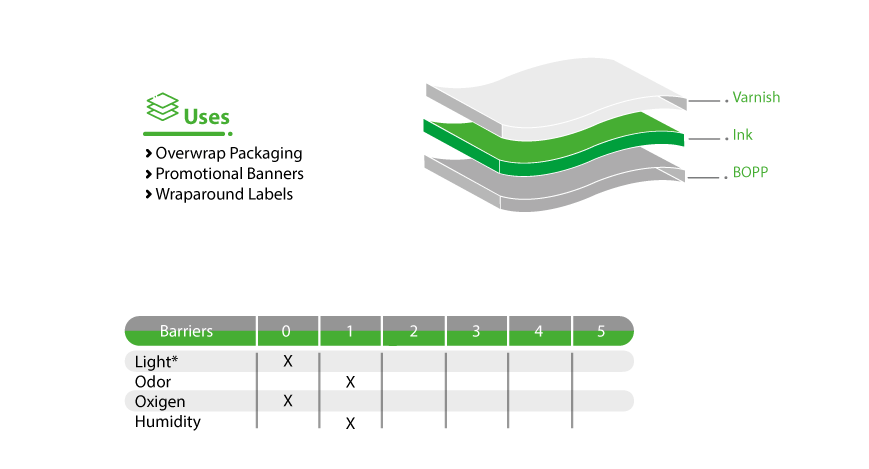 Uses
Overwrap Packaging
Promotional Banners
Wraparound Labels
Varnish
Ink
BOPP
Barriers 0 1 2 3 4 5
Light* X
Odor X
Oxigen X
Humidity X